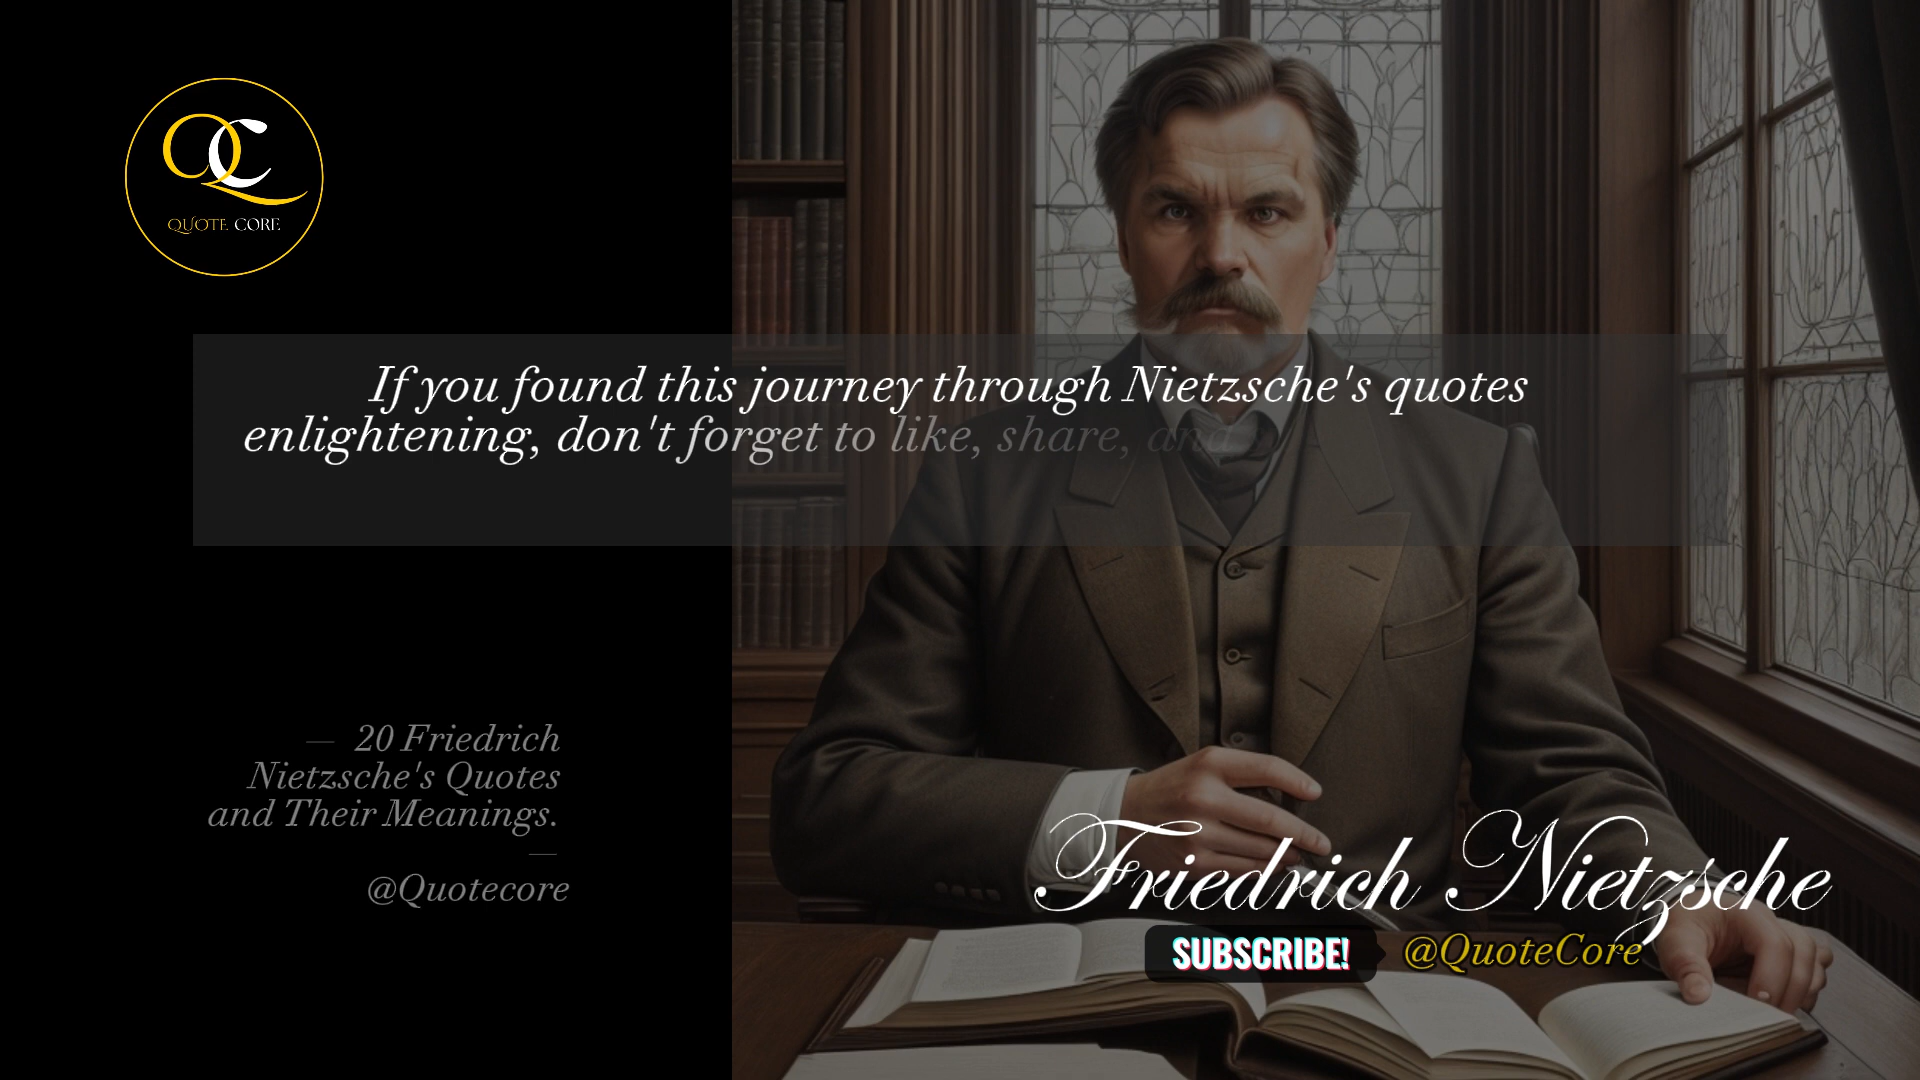 QC
QUOTE CORE
If you found this journey through Nietzsche's quotes
enlightening, don't forget to like, share, and
— 20 Friedrich
Nietzsche's Quotes
and Their Meanings.
—
@Quotecore
Friedrich Nietzsche
SUBSCRIBE!
@QuoteCore